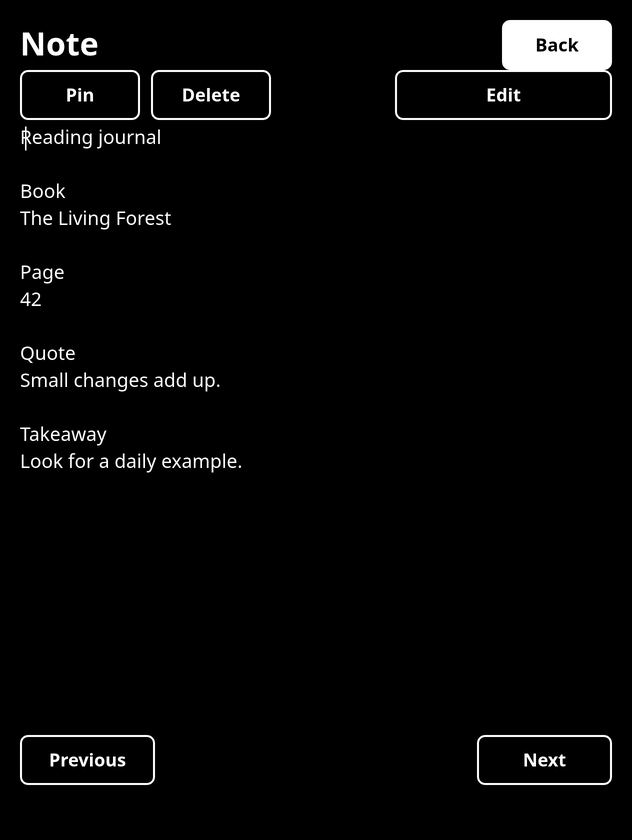 Note
Back
Pin
Delete
Edit
Reading journal
Book
The Living Forest
Page
42
Quote
Small changes add up.
Takeaway
Look for a daily example.
Previous
Next